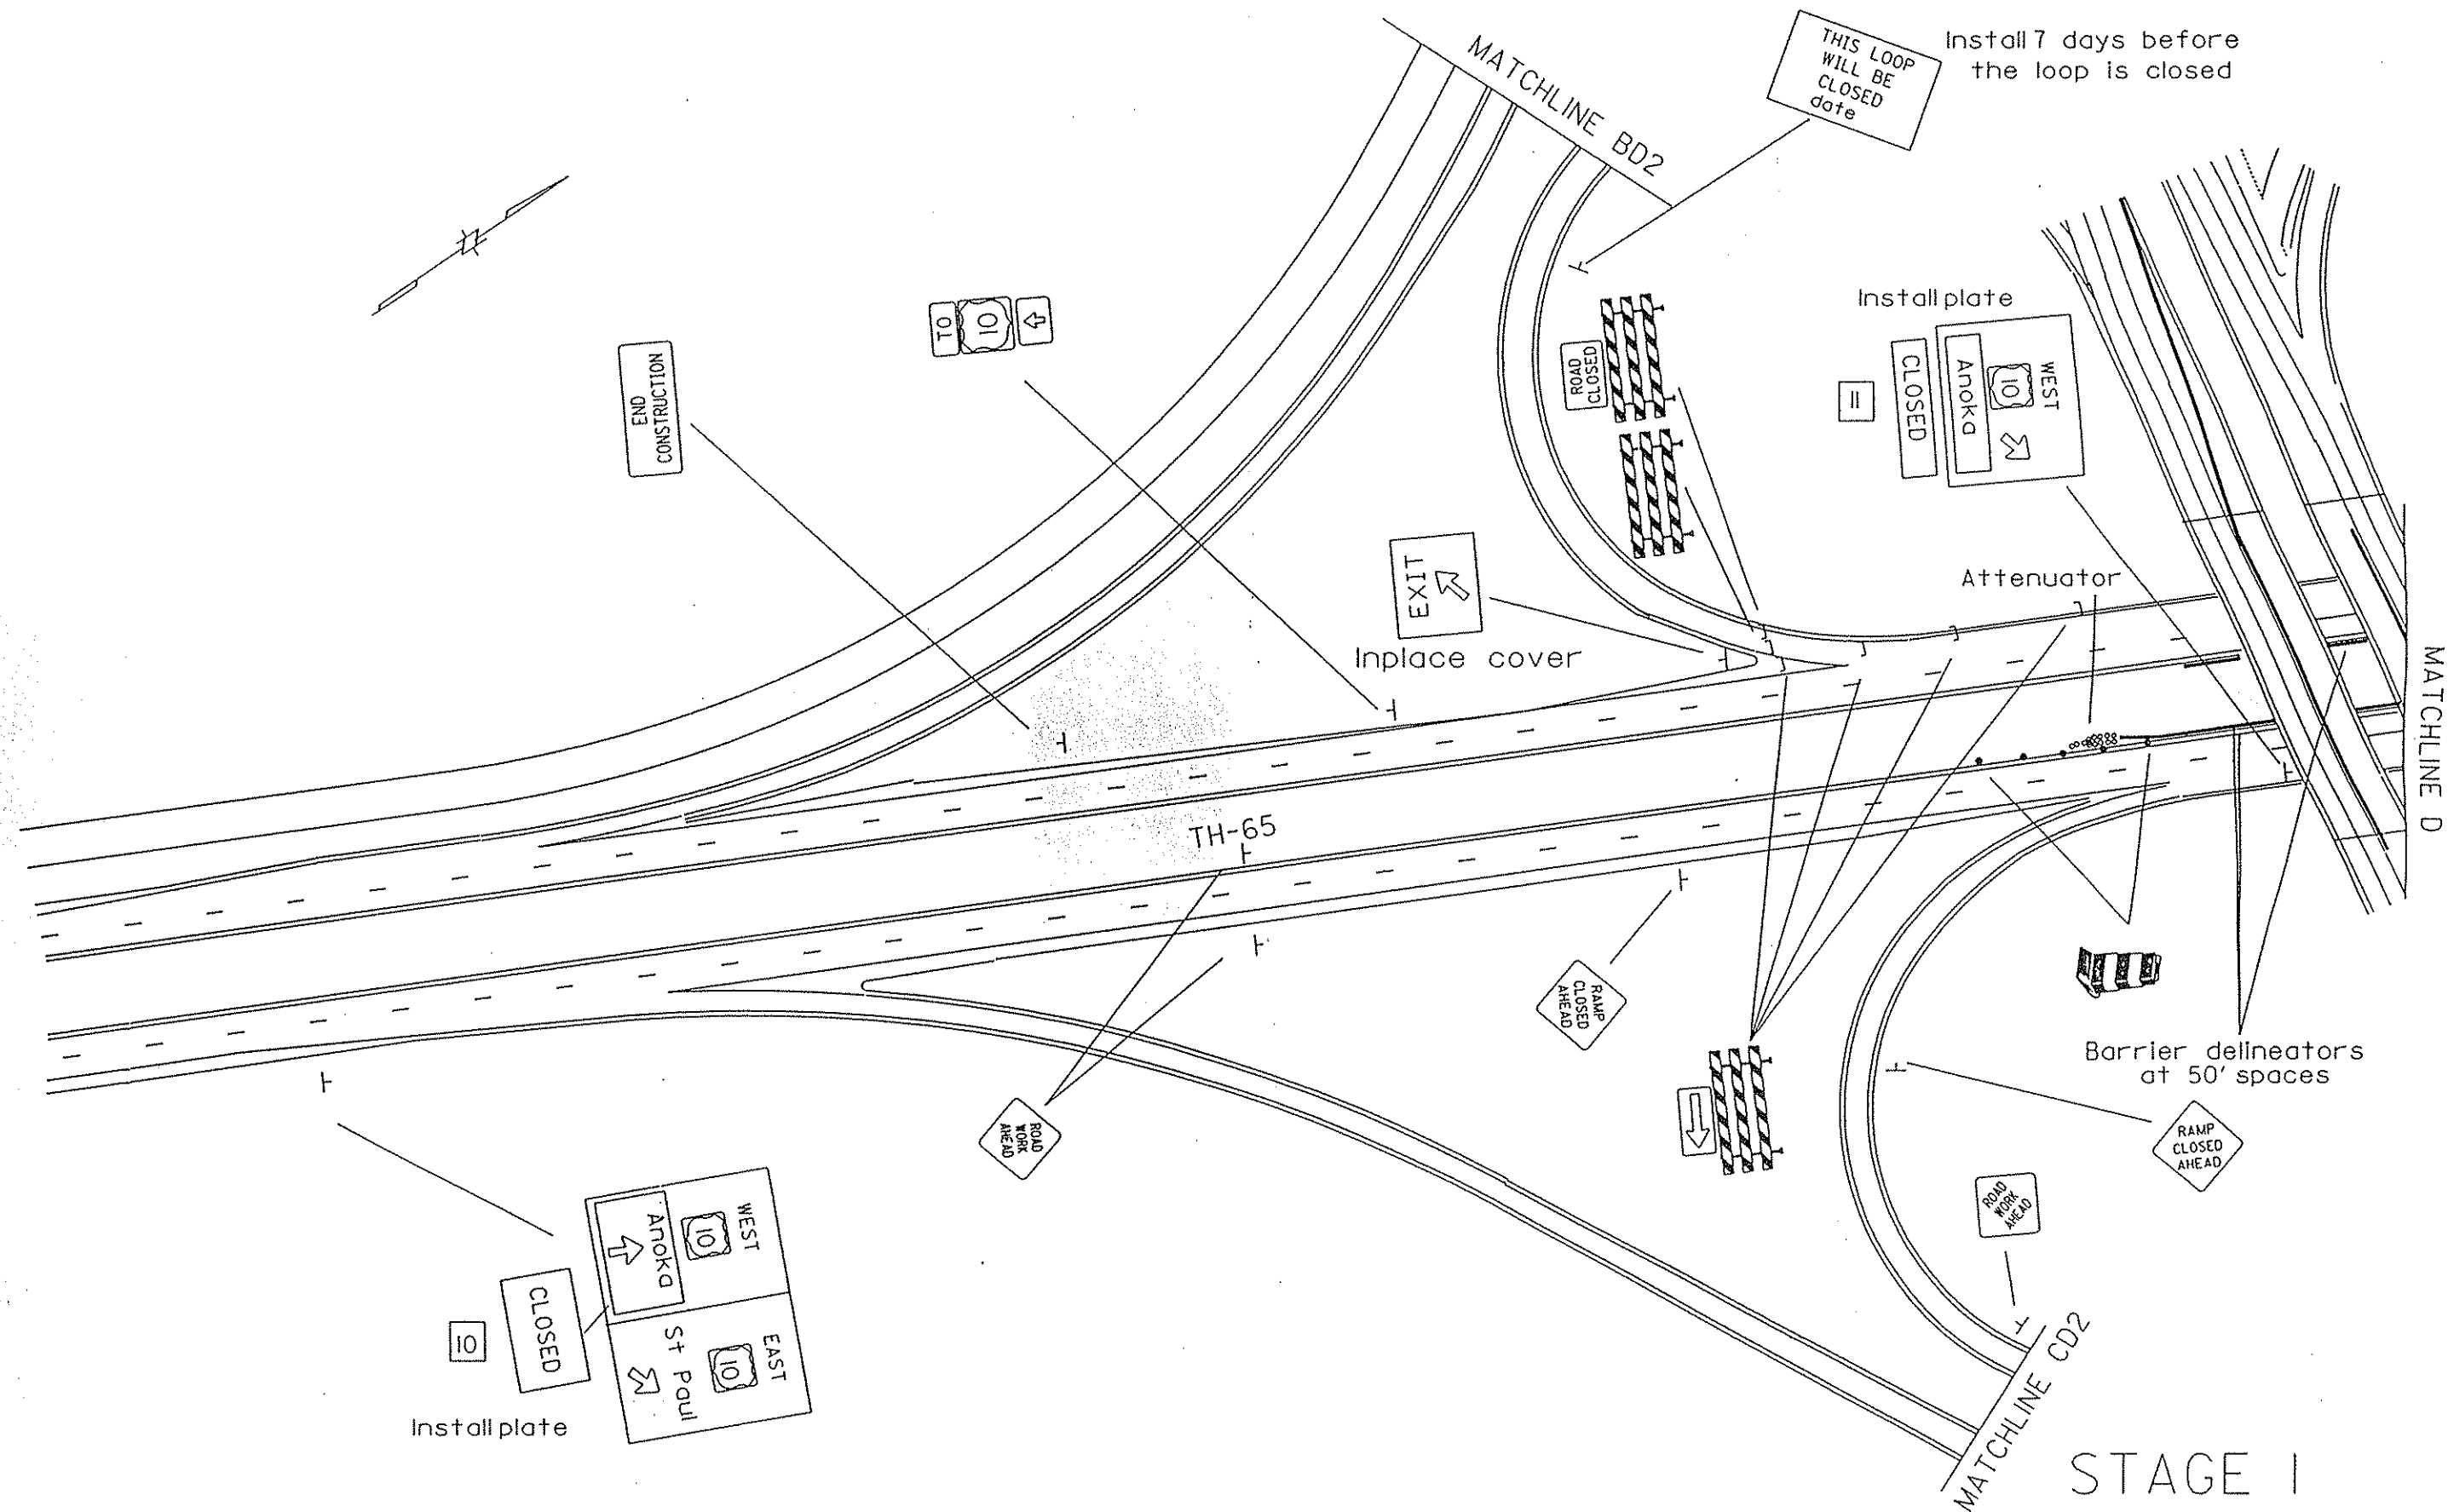 MATCHLINE BD2
THIS LOOP
WILL BE
CLOSED
date
Install 7 days before
the loop is closed
TO
10
END
CONSTRUCTION
ROAD
CLOSED
Install plate
WEST
10
Anoka
CLOSED
11
EXIT
Inplace cover
Attenuator
MATCHLINE D
TH-65
RAMP
CLOSED
AHEAD
ROAD
WORK
AHEAD
Barrier delineators
at 50' spaces
RAMP
CLOSED
AHEAD
ROAD
WORK
AHEAD
WEST
10
Anoka
EAST
10
St Paul
CLOSED
10
Install plate
MATCHLINE CD2
STAGE 1